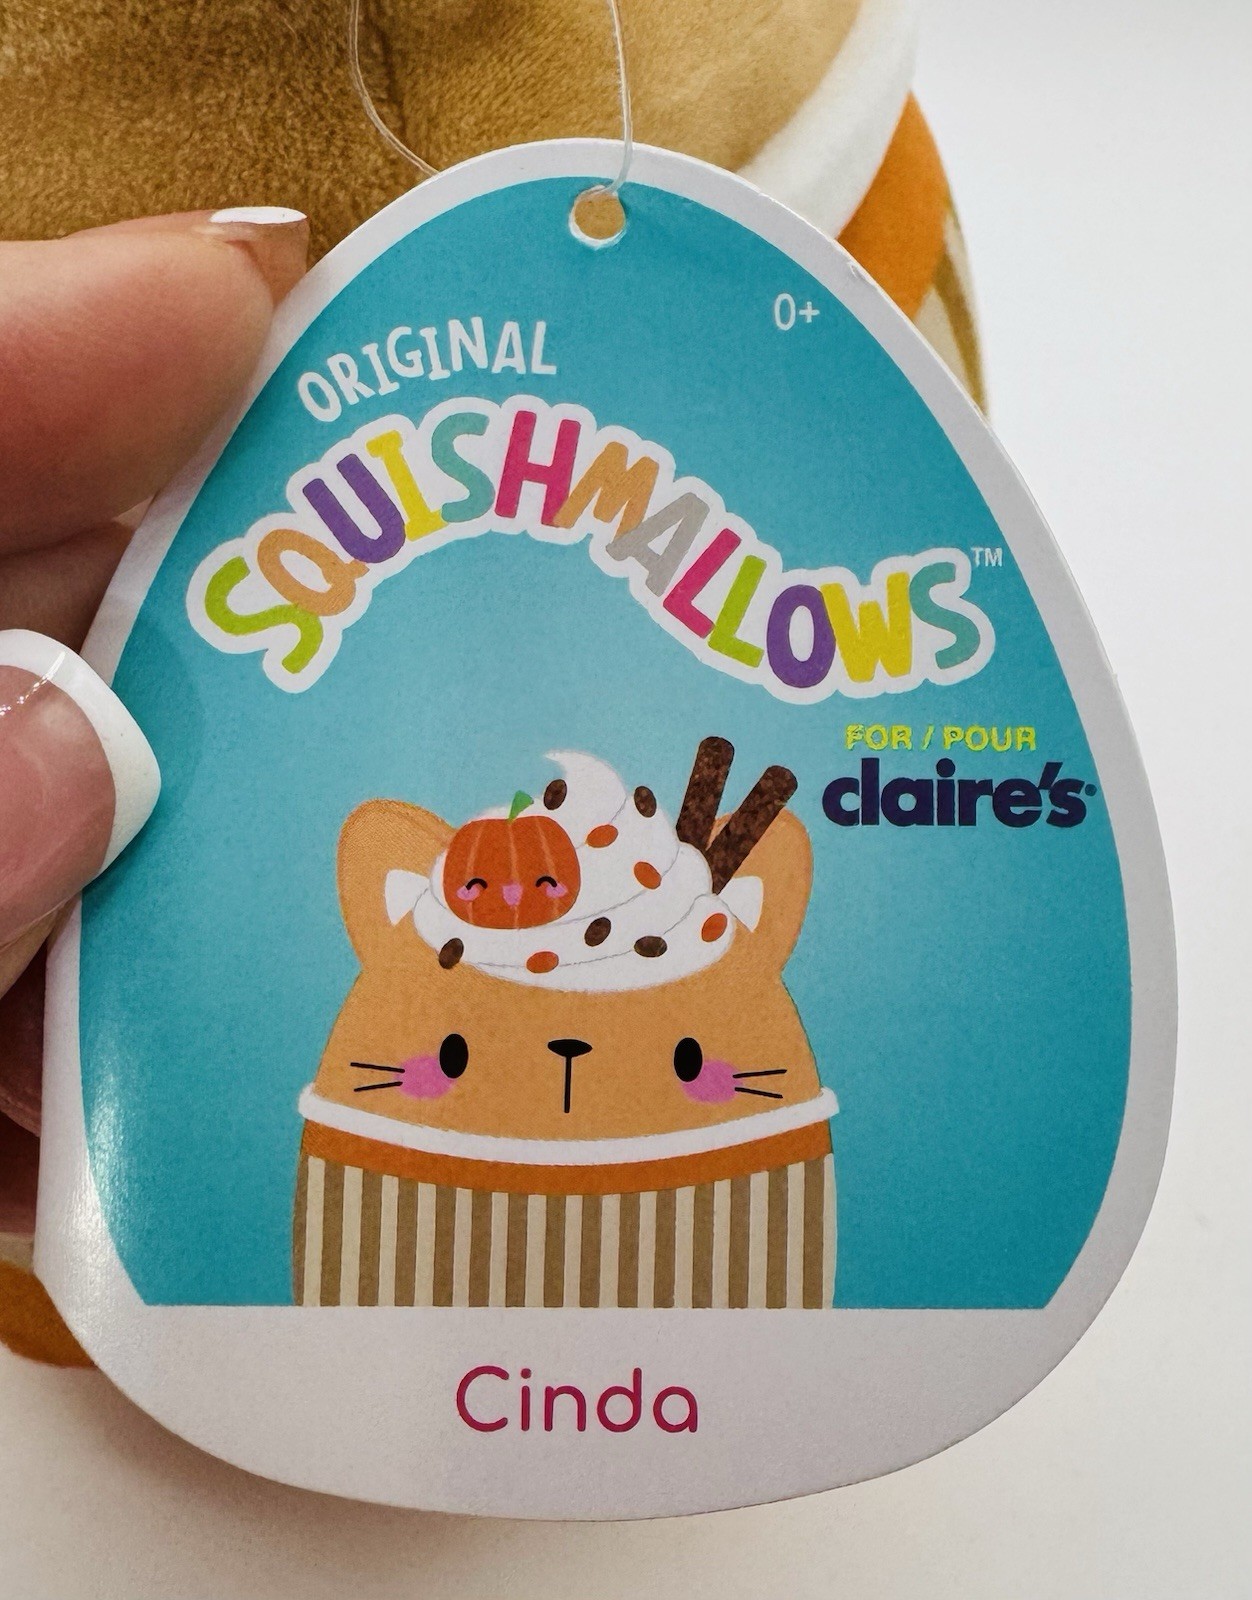 0+
ORIGINAL
SQUISHMALLOWS™
FOR / POUR
claire's®
Cinda